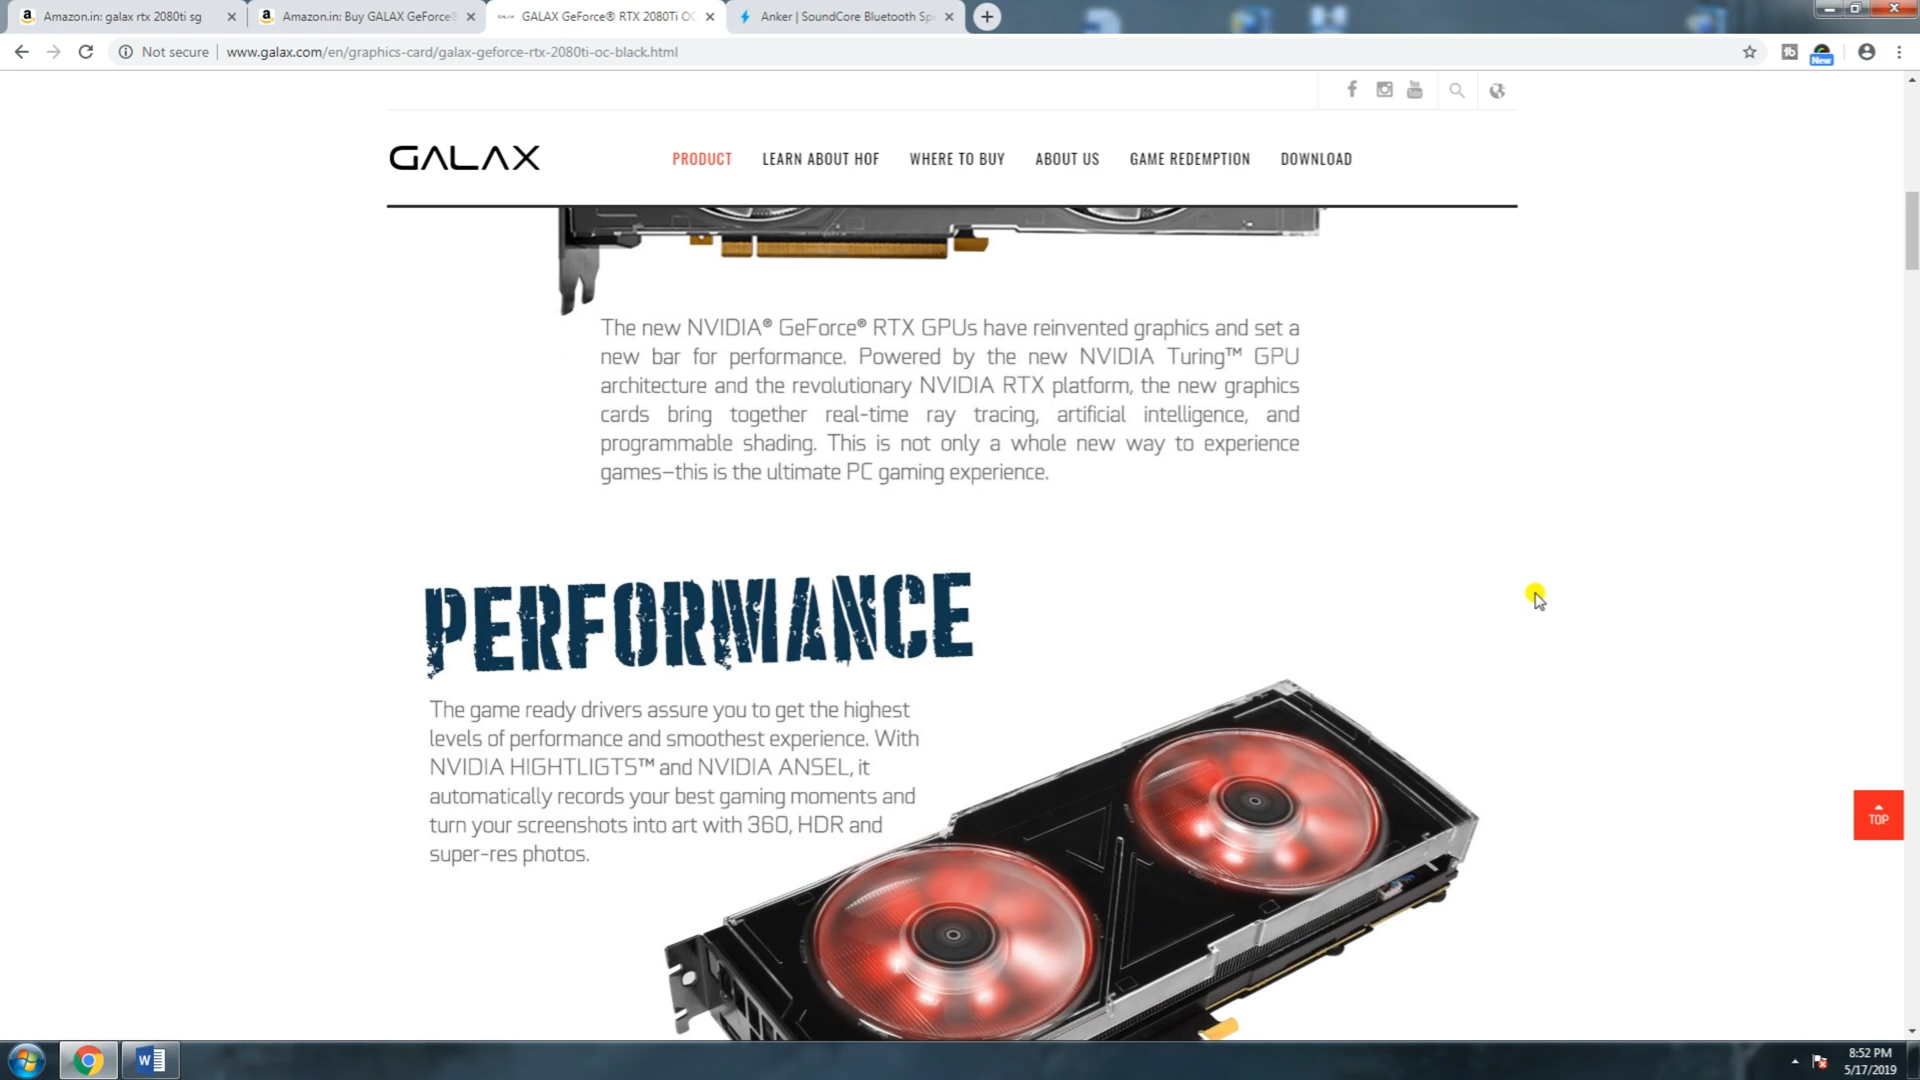 Amazon.in: galax rtx 2080ti sg
Amazon.in: Buy GALAX GeForce®
GALAX GeForce® RTX 2080Ti OC
Anker | SoundCore Bluetooth Sp
Not secure
www.galax.com/en/graphics-card/galax-geforce-rtx-2080ti-oc-black.html
New
GALAX
PRODUCT
LEARN ABOUT HOF
WHERE TO BUY
ABOUT US
GAME REDEMPTION
DOWNLOAD
The new NVIDIA® GeForce® RTX GPUs have reinvented graphics and set a
new bar for performance. Powered by the new NVIDIA Turing™ GPU
architecture and the revolutionary NVIDIA RTX platform, the new graphics
cards bring together real-time ray tracing, artificial intelligence, and
programmable shading. This is not only a whole new way to experience
games–this is the ultimate PC gaming experience.
PERFORMANCE
The game ready drivers assure you to get the highest
levels of performance and smoothest experience. With
NVIDIA HIGHTLIGTS™ and NVIDIA ANSEL, it
automatically records your best gaming moments and
turn your screenshots into art with 360, HDR and
super-res photos.
TOP
8:52 PM
5/17/2019